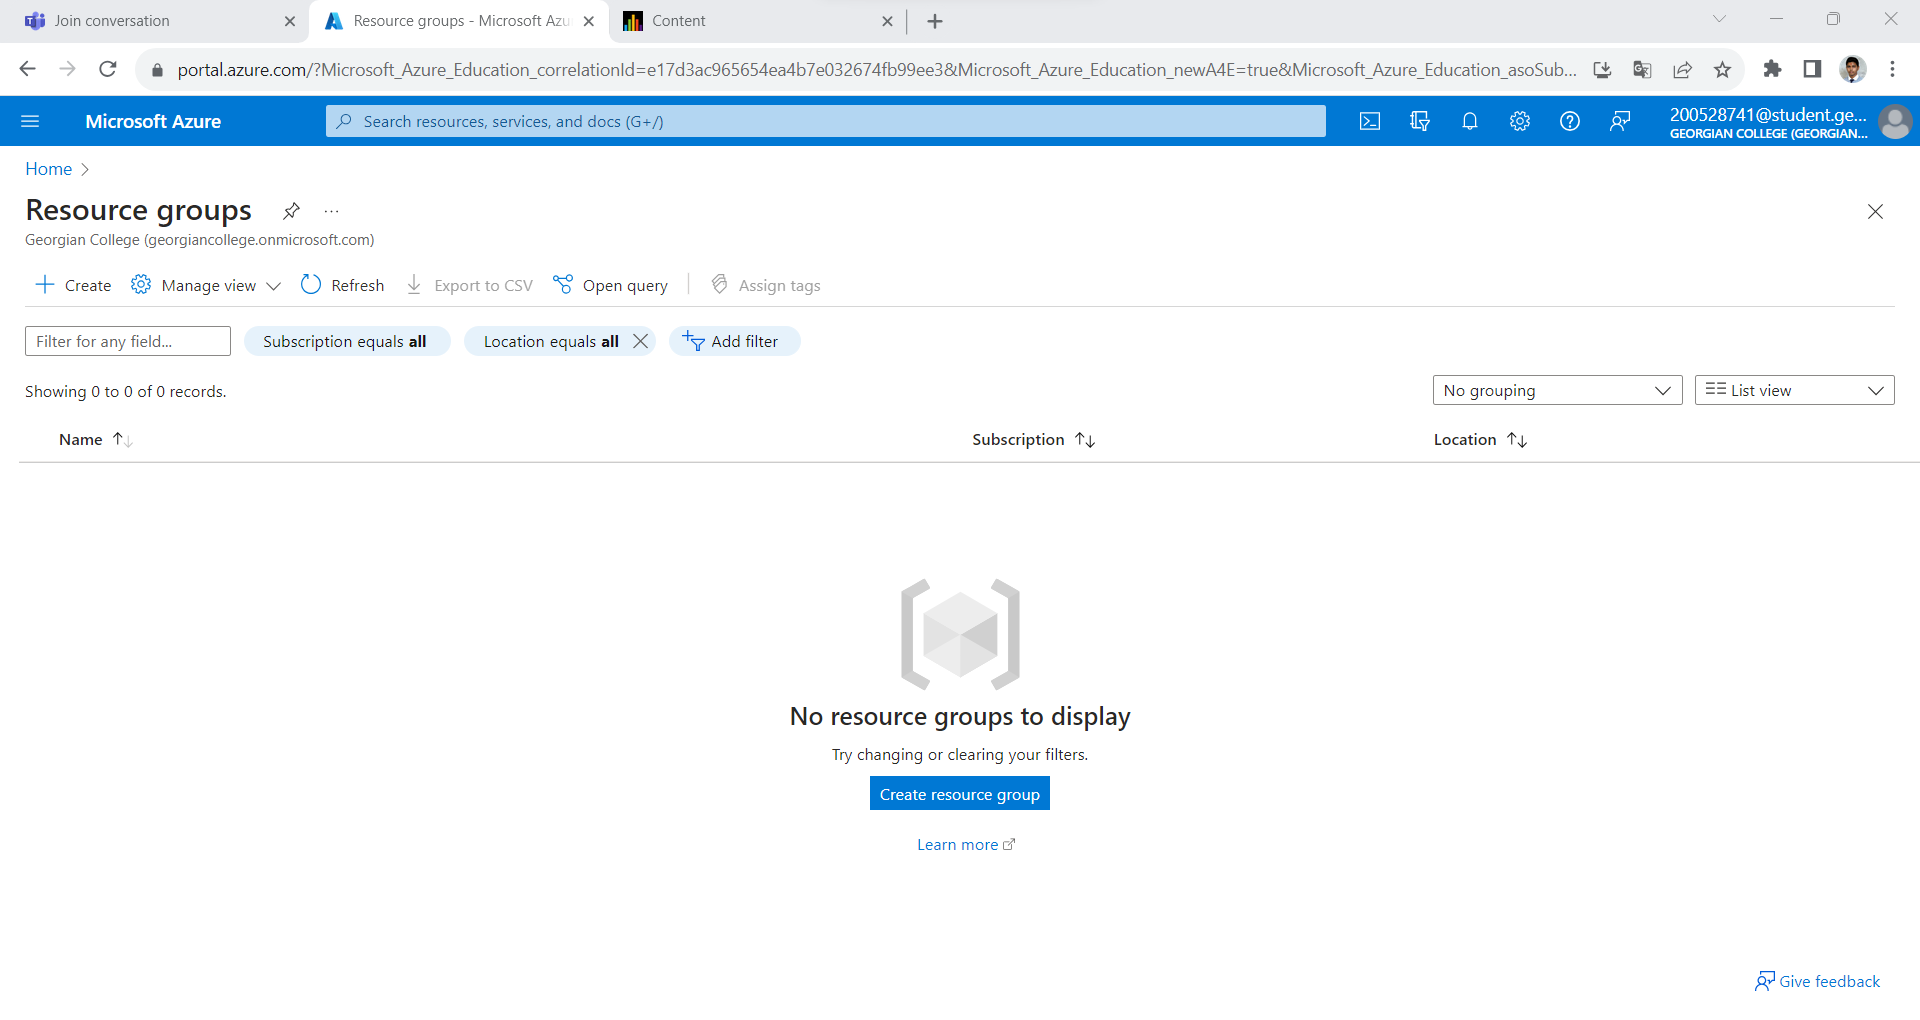 Join conversation
Resource groups - Microsoft Azu
Content
portal.azure.com/?Microsoft_Azure_Education_correlationId=e17d3ac965654ea4b7e032674fb99ee3&Microsoft_Azure_Education_newA4E=true&Microsoft_Azure_Education_asoSub...
Microsoft Azure
Search resources, services, and docs (G+/)
200528741@student.ge...
GEORGIAN COLLEGE (GEORGIAN...
Home
Resource groups
...
Georgian College (georgiancollege.onmicrosoft.com)
Create
Manage view
Refresh
Export to CSV
Open query
Assign tags
Filter for any field...
Subscription equals all
Location equals all
Add filter
Showing 0 to 0 of 0 records.
No grouping
List view
Name
Subscription
Location
No resource groups to display
Try changing or clearing your filters.
Create resource group
Learn more
Give feedback